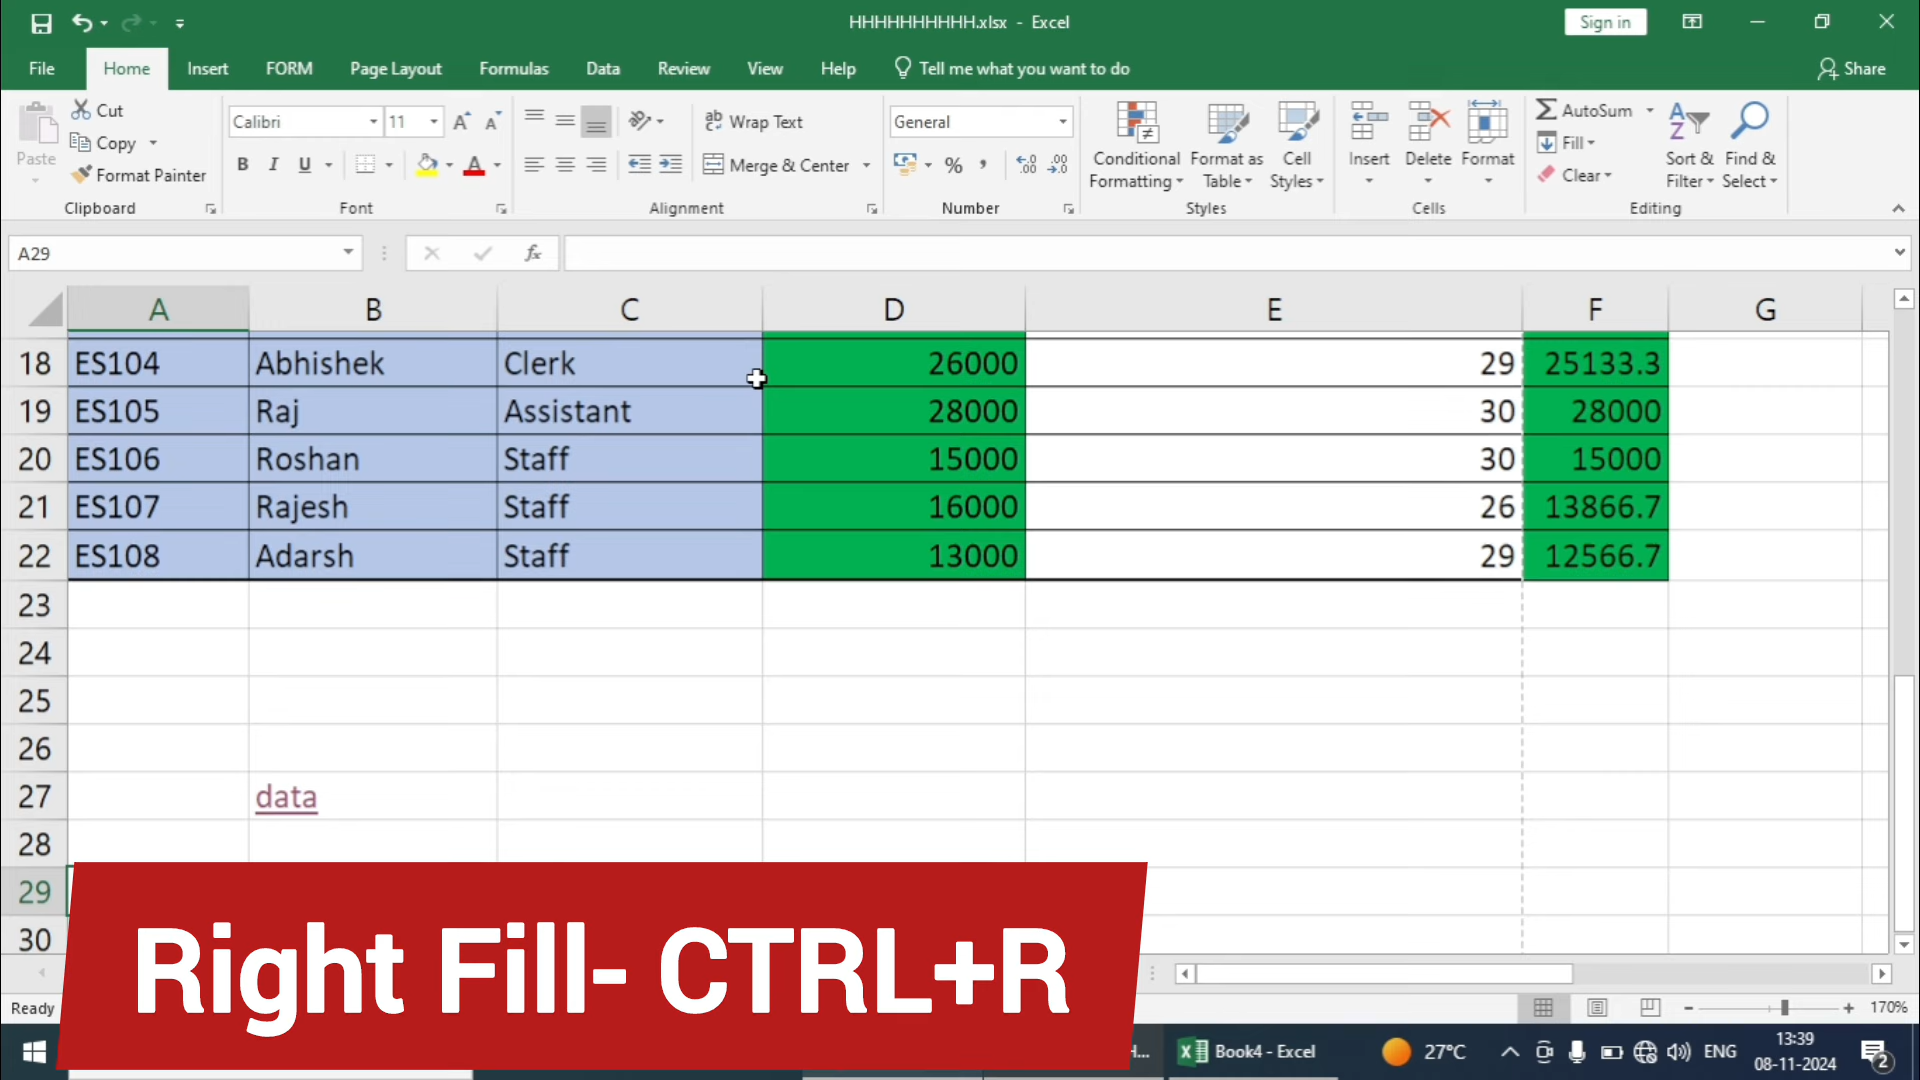 HHHHHHHHHH.xlsx - Excel
Sign in
File Home Insert FORM Page Layout Formulas Data Review View Help Tell me what you want to do Share
Paste
Cut
Copy
Format Painter
Clipboard
Calibri 11
B I U A
Font
ab Wrap Text
Merge & Center
Alignment
General
% ,
Number
Conditional Formatting
Format as Table
Cell Styles
Styles
Insert Delete Format
Cells
AutoSum
Fill
Clear
Sort & Filter
Find & Select
Editing
A29 fx
A B C D E F G
18 ES104 Abhishek Clerk 26000 29 25133.3
19 ES105 Raj Assistant 28000 30 28000
20 ES106 Roshan Staff 15000 30 15000
21 ES107 Rajesh Staff 16000 26 13866.7
22 ES108 Adarsh Staff 13000 29 12566.7
23
24
25
26
27 data
28
29
30
Right Fill- CTRL+R
Ready
170%
H...
Book4 - Excel
27°C
ENG
13:39
08-11-2024
2